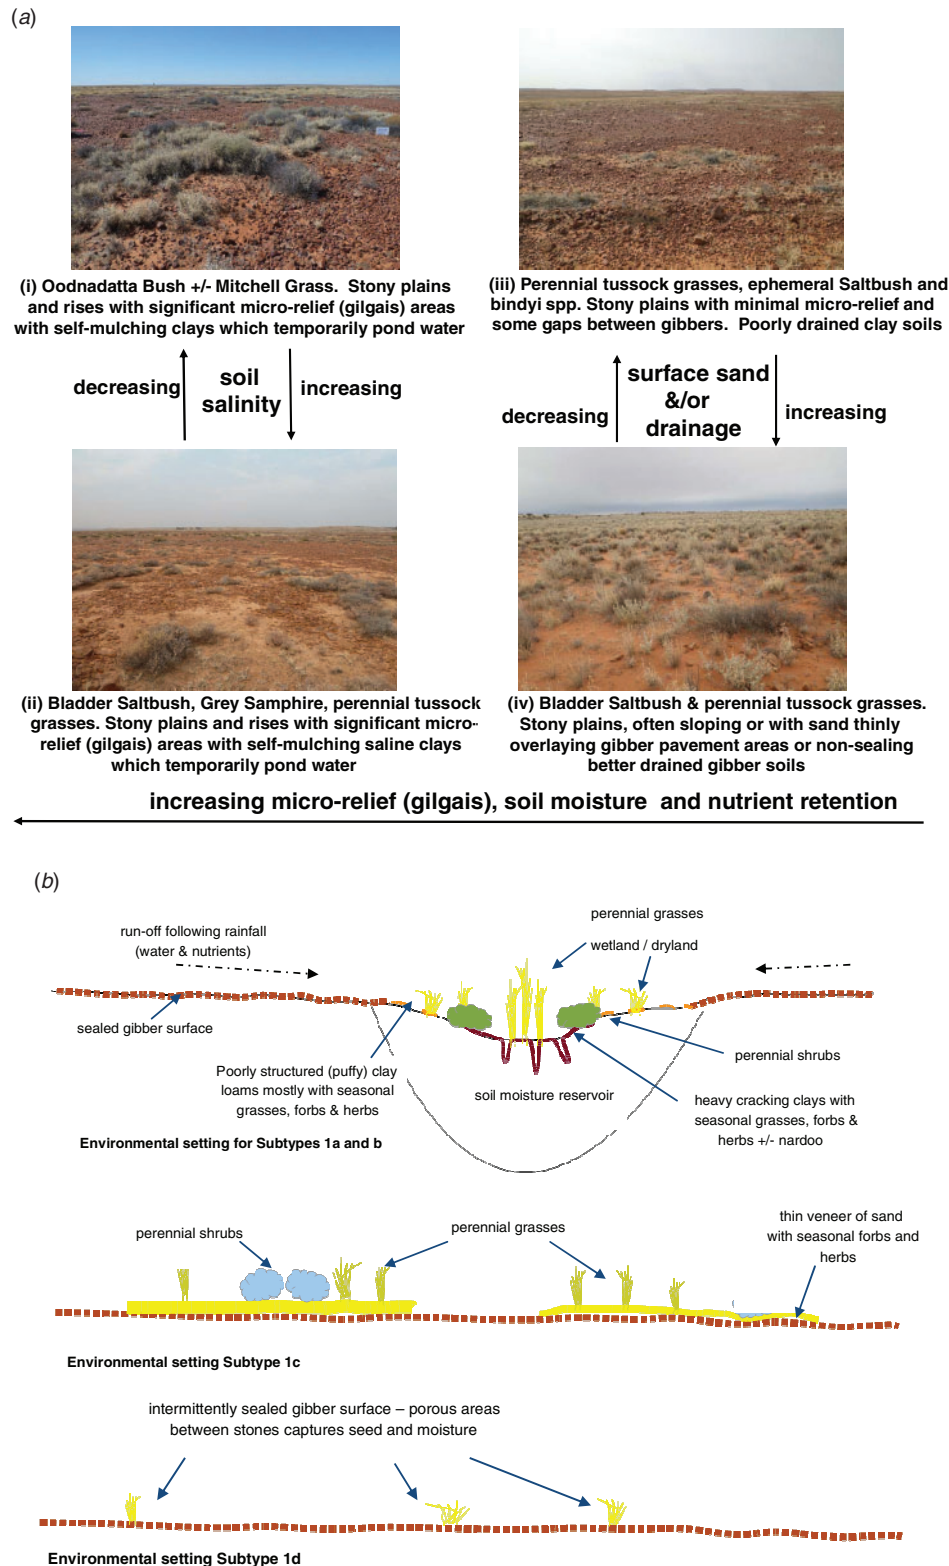 (a)
(i) Oodnadatta Bush +/- Mitchell Grass. Stony plains
and rises with significant micro-relief (gilgais) areas
with self-mulching clays which temporarily pond water
(iii) Perennial tussock grasses, ephemeral Saltbush and
bindyi spp. Stony plains with minimal micro-relief and
some gaps between gibbers. Poorly drained clay soils
decreasing
soil
salinity
increasing
decreasing
surface sand
&/or
drainage
increasing
(ii) Bladder Saltbush, Grey Samphire, perennial tussock
grasses. Stony plains and rises with significant micro-
relief (gilgais) areas with self-mulching saline clays
which temporarily pond water
(iv) Bladder Saltbush & perennial tussock grasses.
Stony plains, often sloping or with sand thinly
overlaying gibber pavement areas or non-sealing
better drained gibber soils
increasing micro-relief (gilgais), soil moisture and nutrient retention
(b)
run-off following rainfall
(water & nutrients)
perennial grasses
wetland / dryland
sealed gibber surface
Poorly structured (puffy) clay
loams mostly with seasonal
grasses, forbs & herbs
soil moisture reservoir
perennial shrubs
heavy cracking clays with
seasonal grasses, forbs &
herbs +/- nardoo
Environmental setting for Subtypes 1a and b
perennial shrubs
perennial grasses
thin veneer of sand
with seasonal forbs and
herbs
Environmental setting Subtype 1c
intermittently sealed gibber surface – porous areas
between stones captures seed and moisture
Environmental setting Subtype 1d